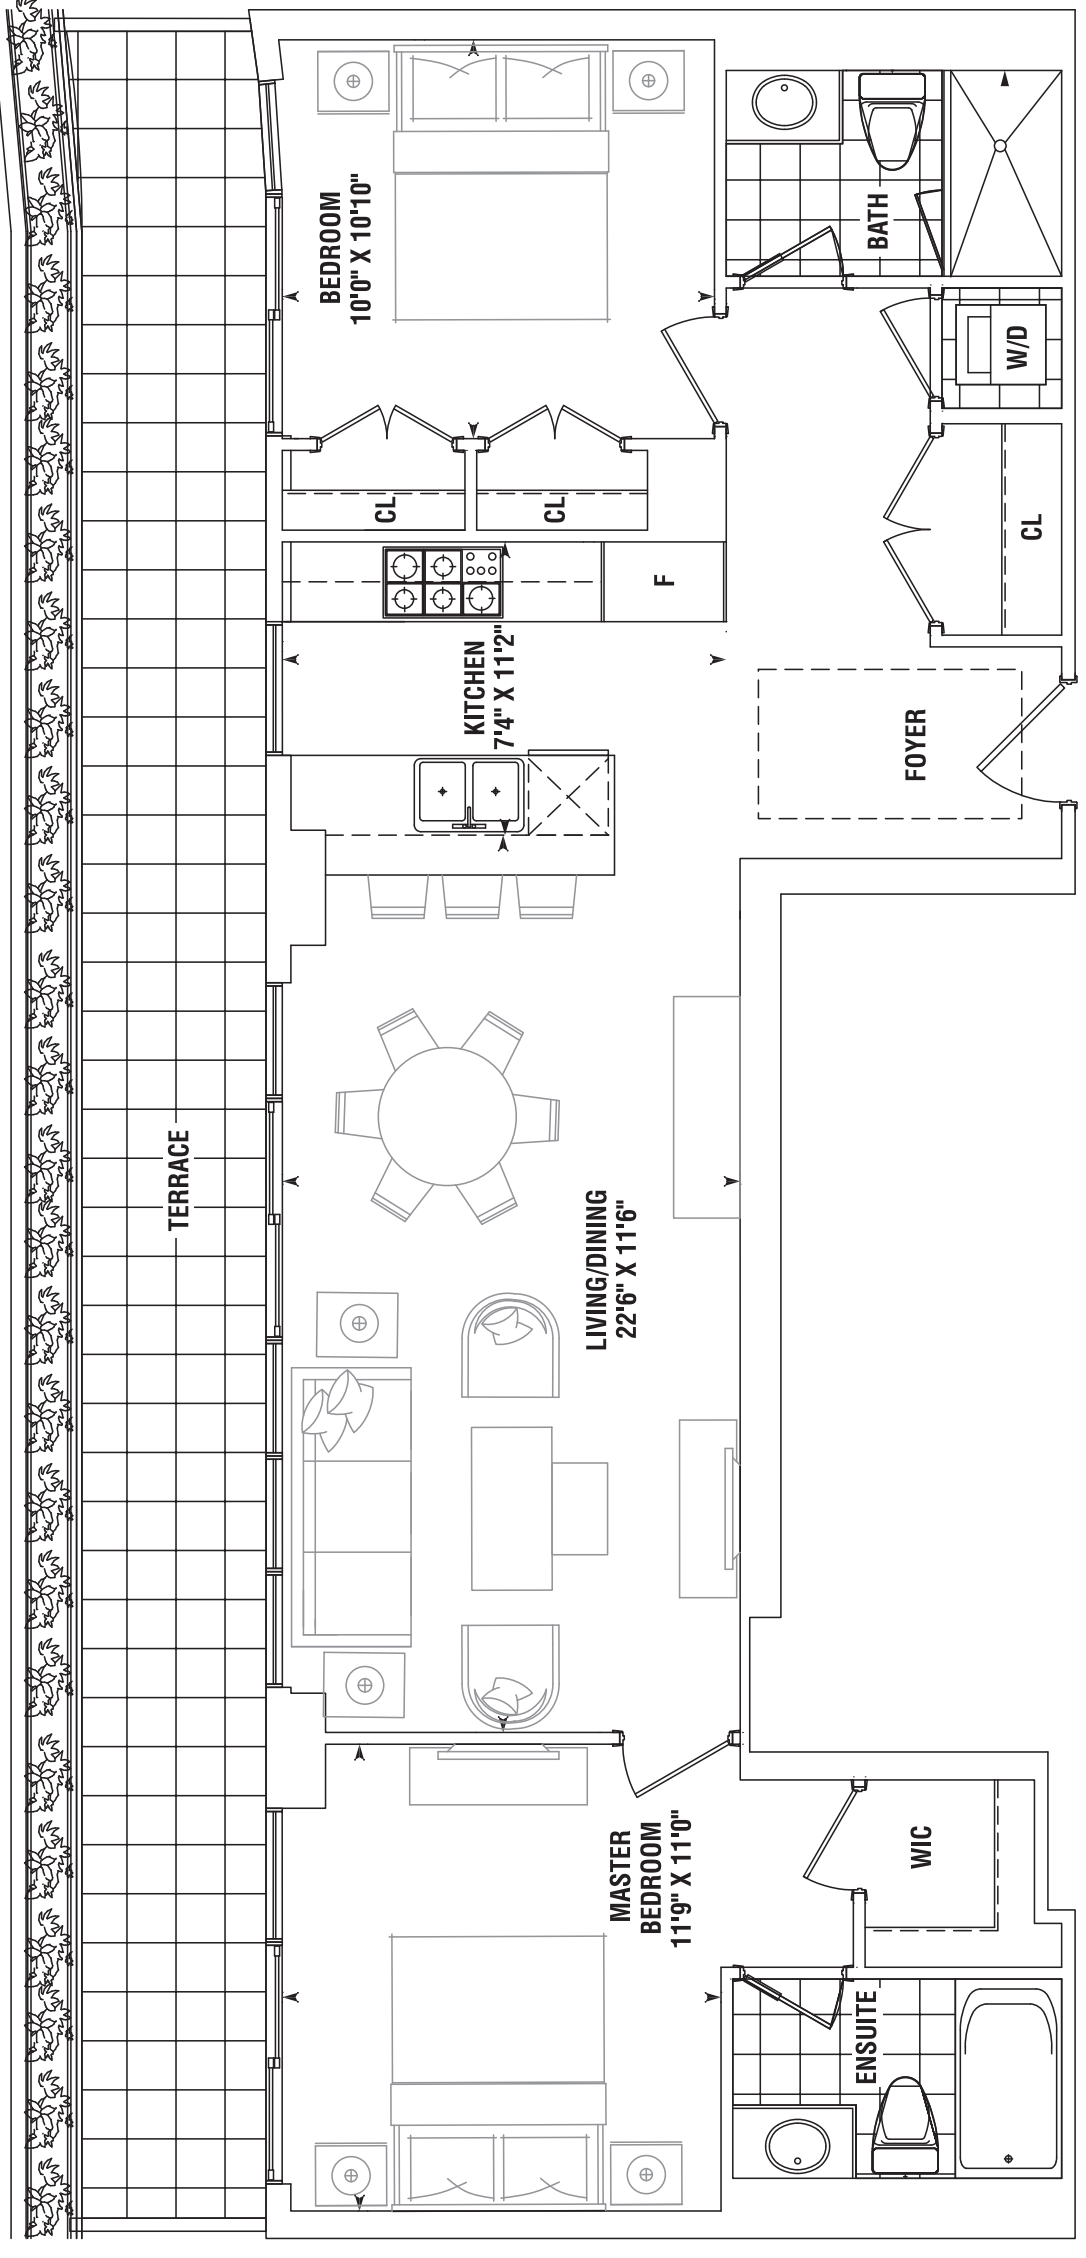 BEDROOM
10'0" X 10'10"
BATH
W/D
CL
CL
CL
F
KITCHEN
7'4" X 11'2"
FOYER
TERRACE
LIVING/DINING
22'6" X 11'6"
MASTER
BEDROOM
11'9" X 11'0"
WIC
ENSUITE